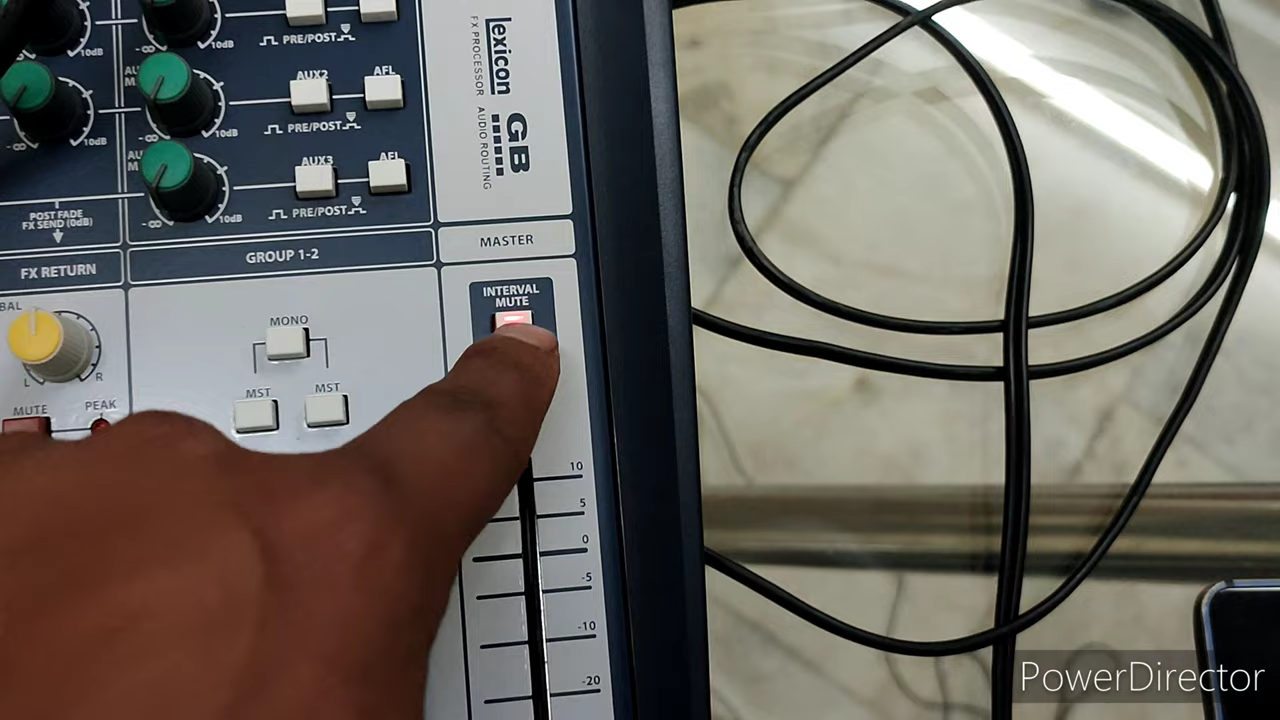 lexicon
FX PROCESSOR
GB
AUDIO ROUTING
10dB
-∞
10dB
PRE/POST
AUX2
AFL
-∞
10dB
-∞
10dB
PRE/POST
AUX3
AFL
-∞
10dB
PRE/POST
POST FADE
FX SEND (0dB)
FX RETURN
GROUP 1-2
MASTER
INTERVAL
MUTE
BAL
L
R
MONO
MST
MST
MUTE
PEAK
10
5
0
-5
-10
-20
PowerDirector